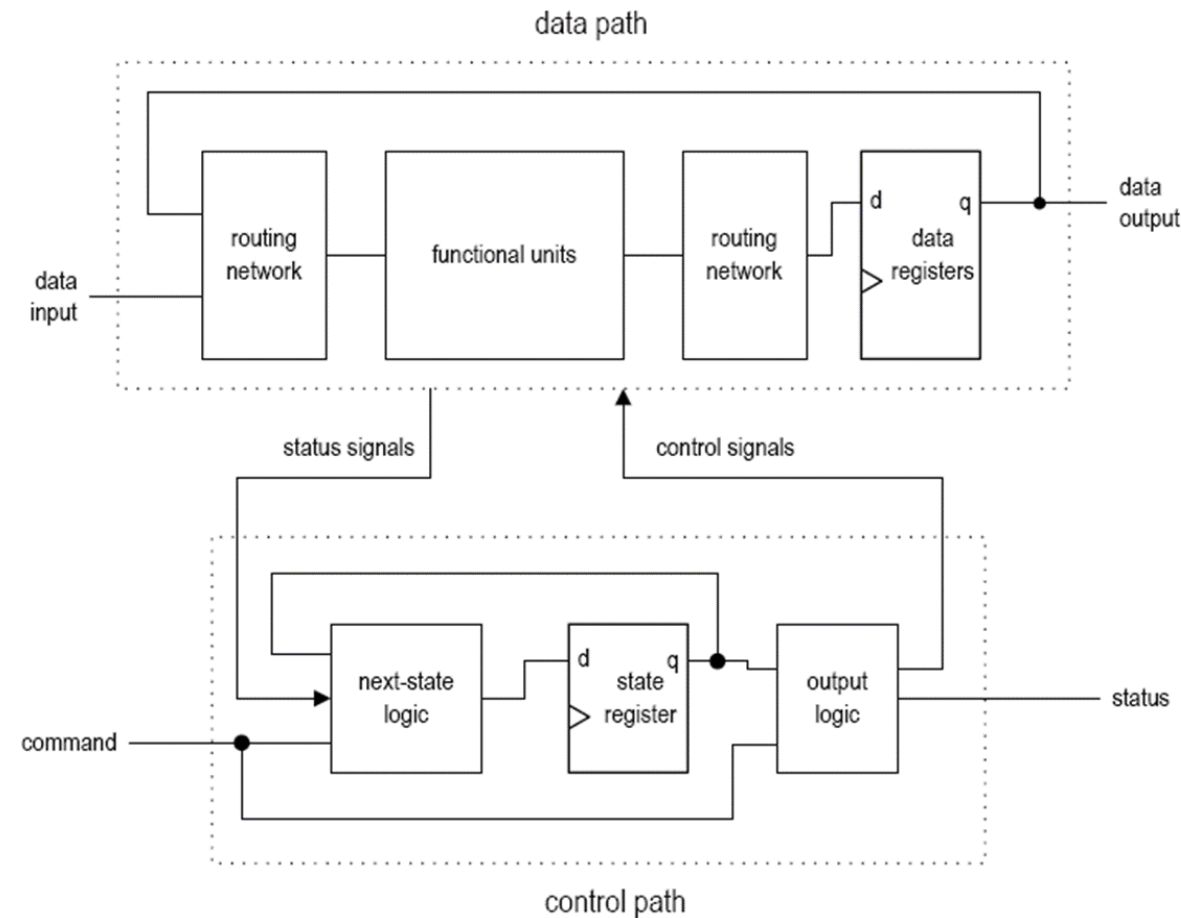 data path
routing
network
functional units
routing
network
d
q
data
registers
data
output
data
input
status signals
control signals
next-state
logic
d
q
state
register
output
logic
status
command
control path